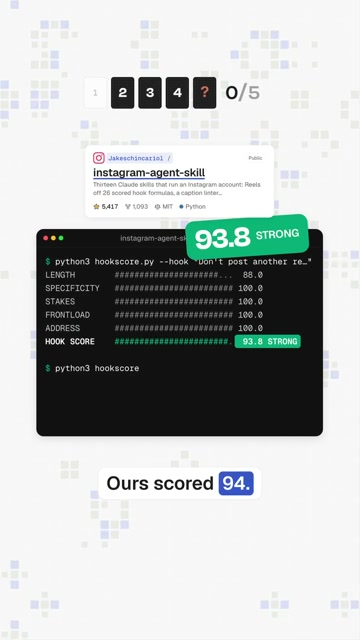 1 2 3 4 ? 0/5
Jakeschincariol / Public
instagram-agent-skill
Thirteen Claude skills that run an Instagram account: Reels
off 26 scored hook formulas, a caption linter...
5,417 1,093 MIT Python
93.8 STRONG
instagram-agent-sk
$ python3 hookscore.py --hook "Don't post another re…"
LENGTH ######################... 88.0
SPECIFICITY ######################### 100.0
STAKES ######################### 100.0
FRONTLOAD ######################### 100.0
ADDRESS ######################### 100.0
HOOK SCORE ########################. 93.8 STRONG
$ python3 hookscore
Ours scored 94.